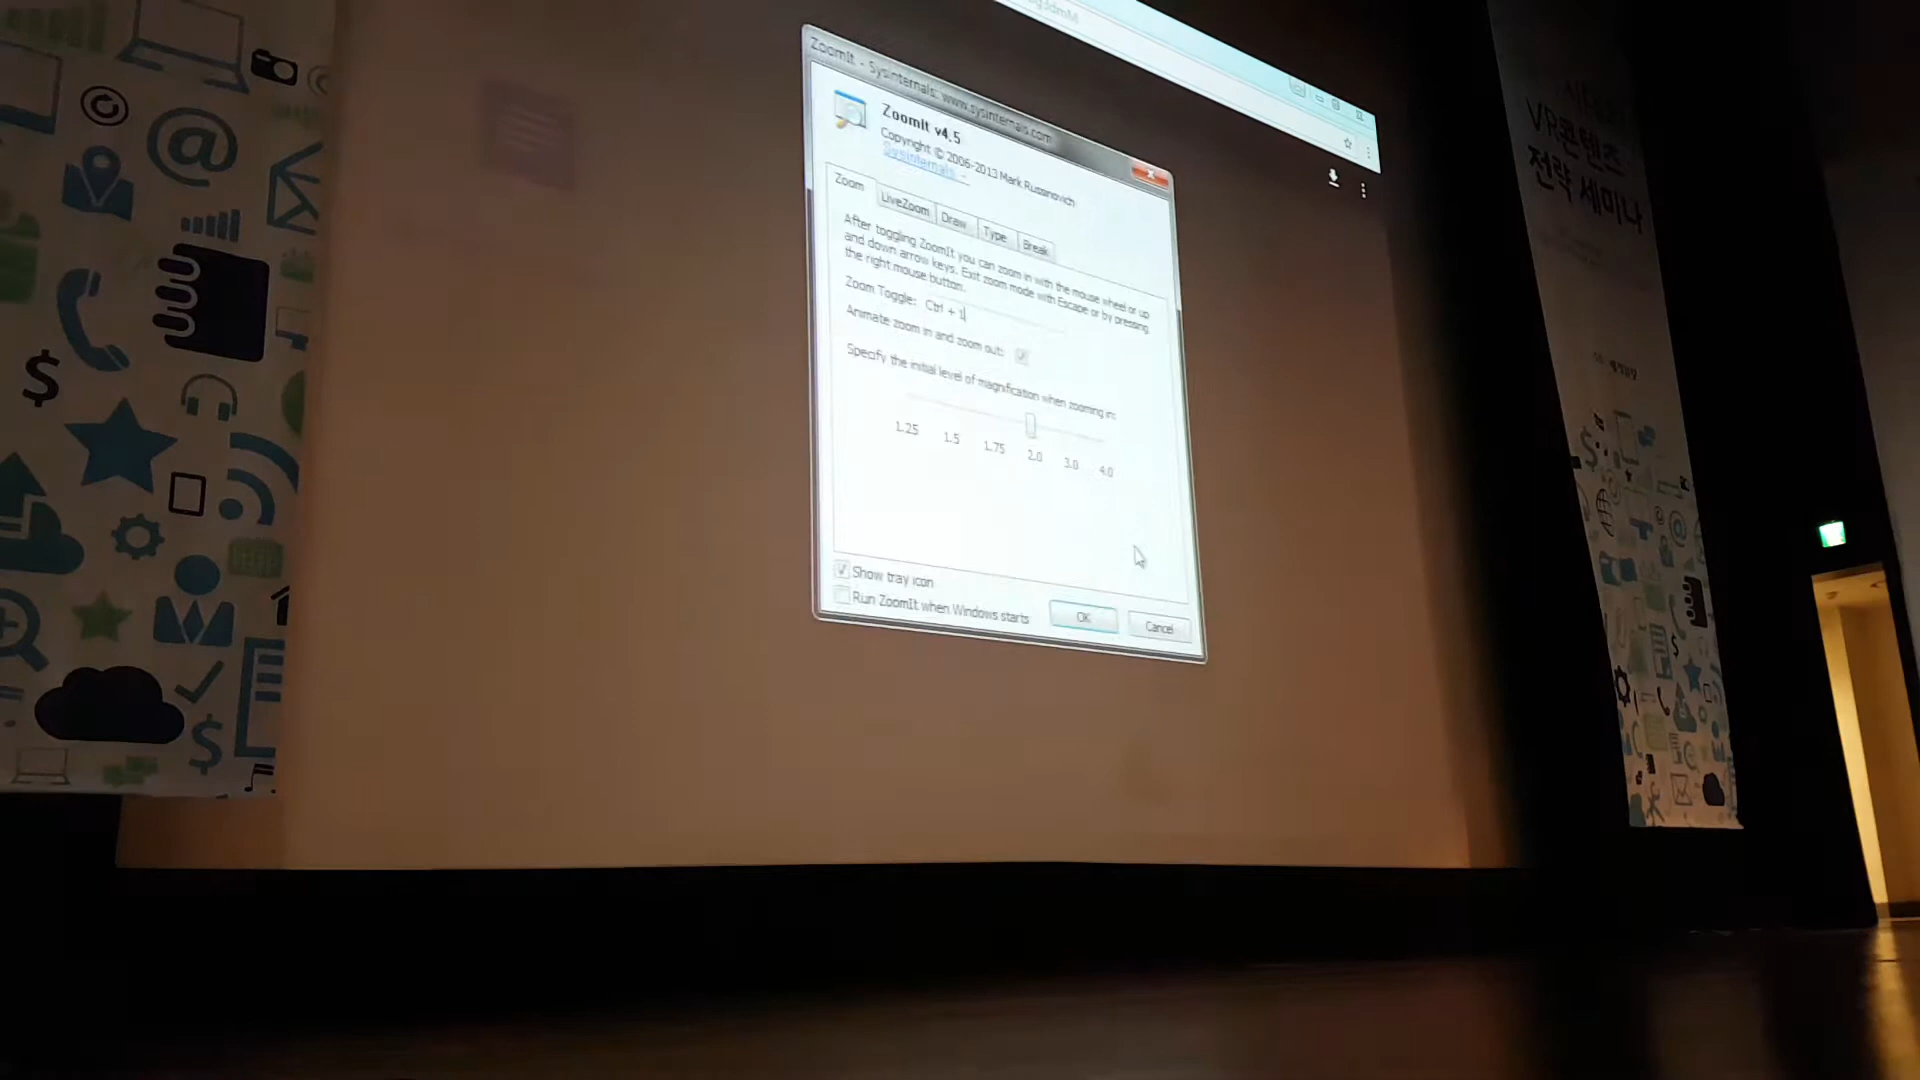 ZoomIt - Sysinternals: www.sysinternals.com
ZoomIt v4.5
Copyright © 2006-2013 Mark Russinovich
Sysinternals -
Zoom
LiveZoom
Draw
Type
Break
After toggling ZoomIt you can zoom in with the mouse wheel or up
and down arrow keys. Exit zoom mode with Escape or by pressing
the right mouse button.
Zoom Toggle: Ctrl + 1
Animate zoom in and zoom out:
Specify the initial level of magnification when zooming in:
1.25 1.5 1.75 2.0 3.0 4.0
Show tray icon
Run ZoomIt when Windows starts
OK
Cancel
VR콘텐츠
전략 세미나